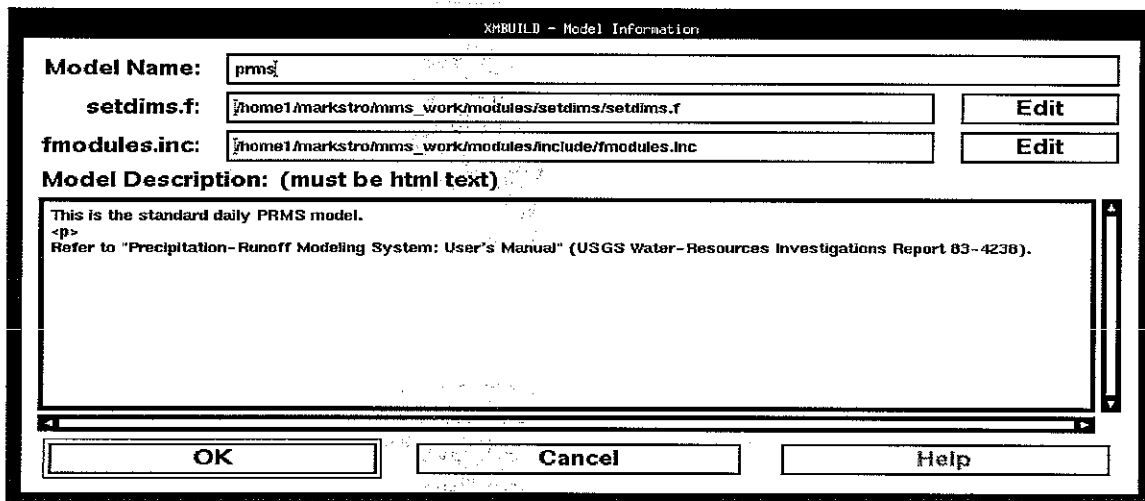 XMBUILD - Model Information
Model Name: prms
setdims.f: /home1/markstro/mms_work/modules/setdims/setdims.f Edit
fmodules.inc: /home1/markstro/mms_work/modules/include/fmodules.inc Edit
Model Description: (must be html text)
This is the standard daily PRMS model.
<p>
Refer to "Precipitation-Runoff Modeling System: User's Manual" (USGS Water-Resources Investigations Report 83-4238).
OK Cancel Help